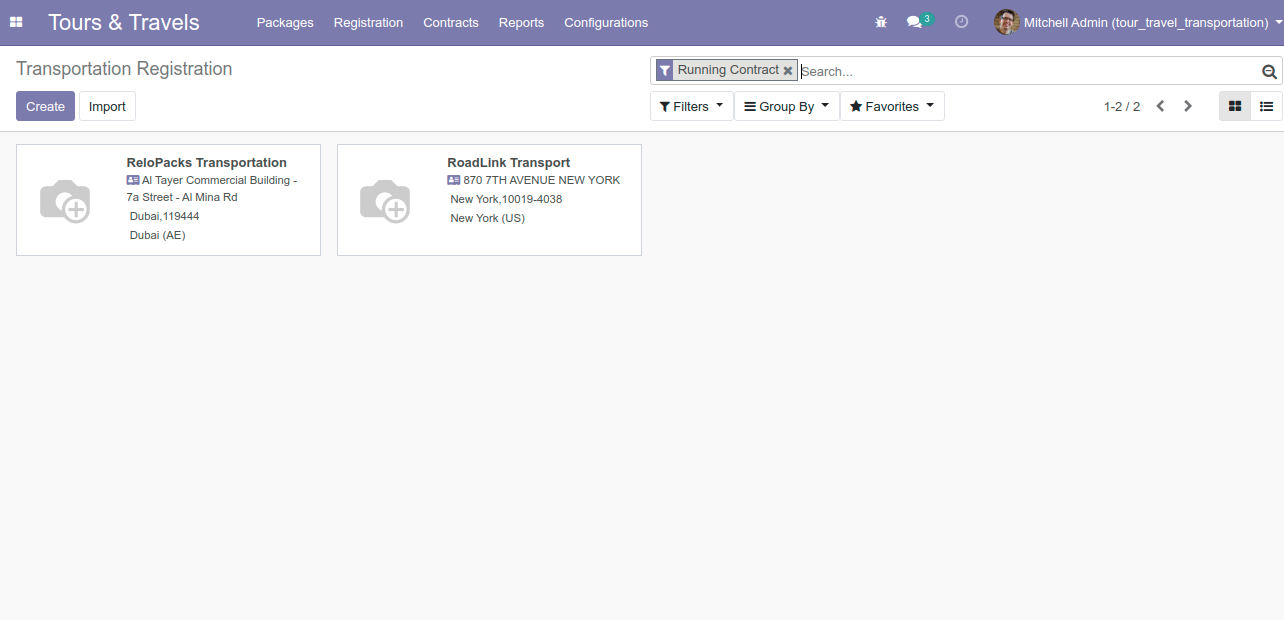 Tours & Travels Packages Registration Contracts Reports Configurations 3 Mitchell Admin (tour_travel_transportation)
Transportation Registration
Running Contract Search...
Create Import Filters Group By Favorites 1-2 / 2
ReloPacks Transportation
Al Tayer Commercial Building -
7a Street - Al Mina Rd
Dubai,119444
Dubai (AE)
RoadLink Transport
870 7TH AVENUE NEW YORK
New York,10019-4038
New York (US)